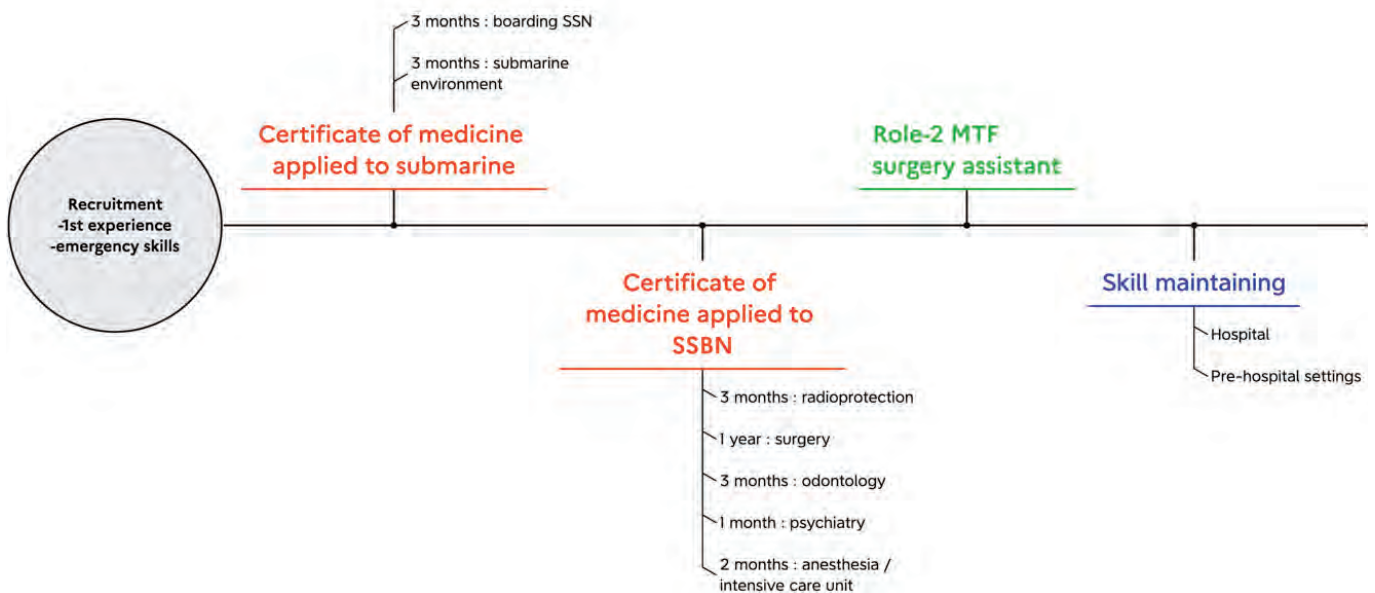 3 months : boarding SSN
3 months : submarine
environment
Certificate of medicine
applied to submarine
Role-2 MTF
surgery assistant
Recruitment
-1st experience
-emergency skills
Certificate of
medicine applied to
SSBN
3 months : radioprotection
1 year : surgery
3 months : odontology
1 month : psychiatry
2 months : anesthesia /
intensive care unit
Skill maintaining
Hospital
Pre-hospital settings